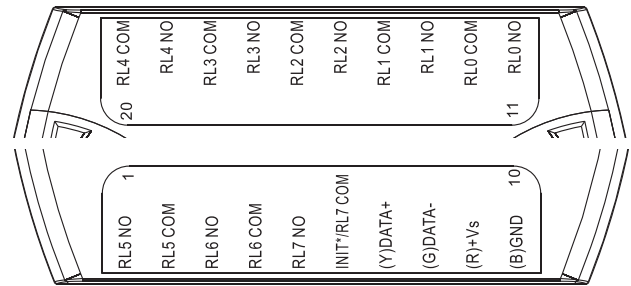 RL4 COM
RL4 NO
RL3 COM
RL3 NO
RL2 COM
RL2 NO
RL1 COM
RL1 NO
RL0 COM
RL0 NO
20
11
1
10
RL5 NO
RL5 COM
RL6 NO
RL6 COM
RL7 NO
INIT*/RL7 COM
(Y)DATA+
(G)DATA-
(R)+Vs
(B)GND